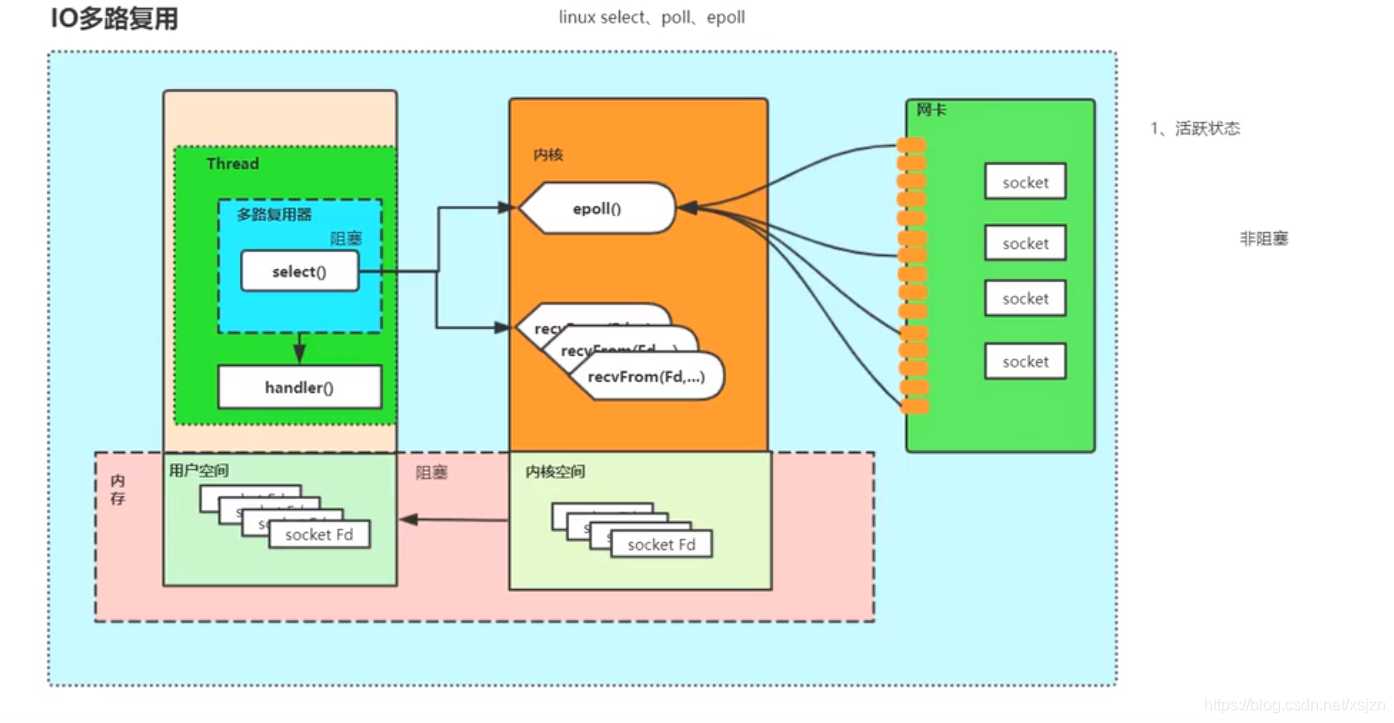 IO多路复用
linux select、poll、epoll
网卡
1、活跃状态
Thread
内核
多路复用器
阻塞
socket
epoll()
select()
socket
非阻塞
socket
recvFrom(Fd,...)
socket
handler()
用户空间
阻塞
内核空间
内
存
socket Fd
socket Fd
https://blog.csdn.net/xsjzn